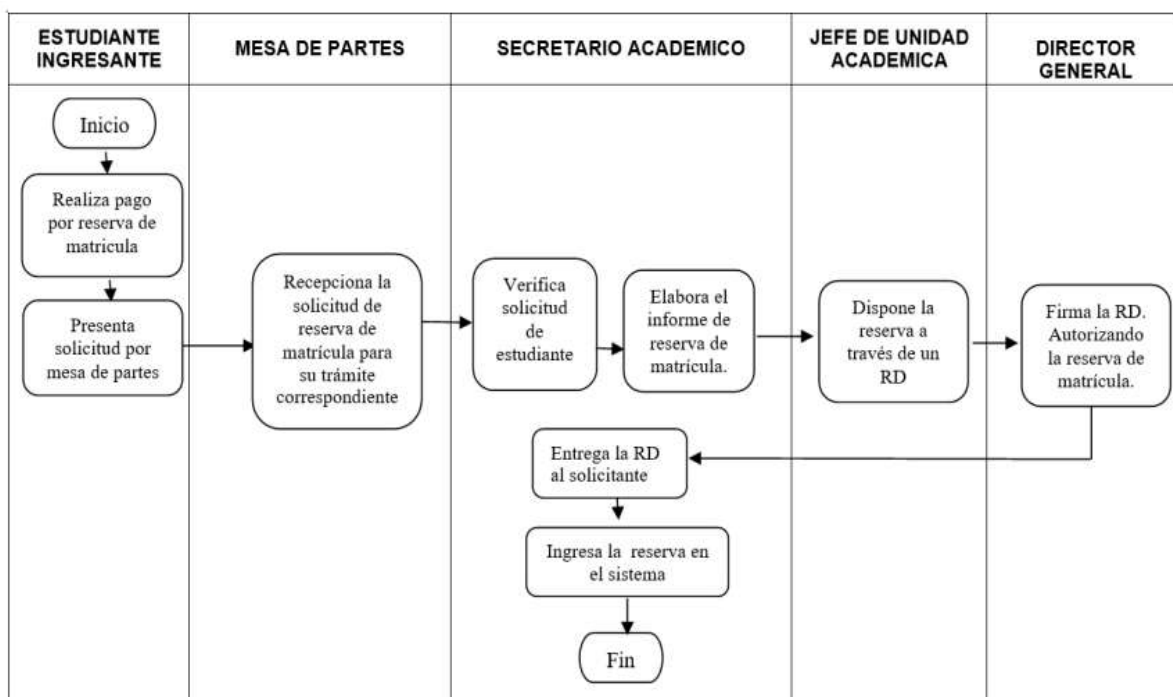 ESTUDIANTE
INGRESANTE
MESA DE PARTES
SECRETARIO ACADEMICO
JEFE DE UNIDAD
ACADEMICA
DIRECTOR
GENERAL
Inicio
Realiza pago
por reserva de
matricula
Presenta
solicitud por
mesa de partes
Recepciona la
solicitud de
reserva de
matrícula para
su trámite
correspondiente
Verifica
solicitud
de
estudiante
Elabora el
informe de
reserva de
matrícula.
Dispone la
reserva a
través de un
RD
Firma la RD.
Autorizando
la reserva de
matrícula.
Entrega la RD
al solicitante
Ingresa la reserva en
el sistema
Fin